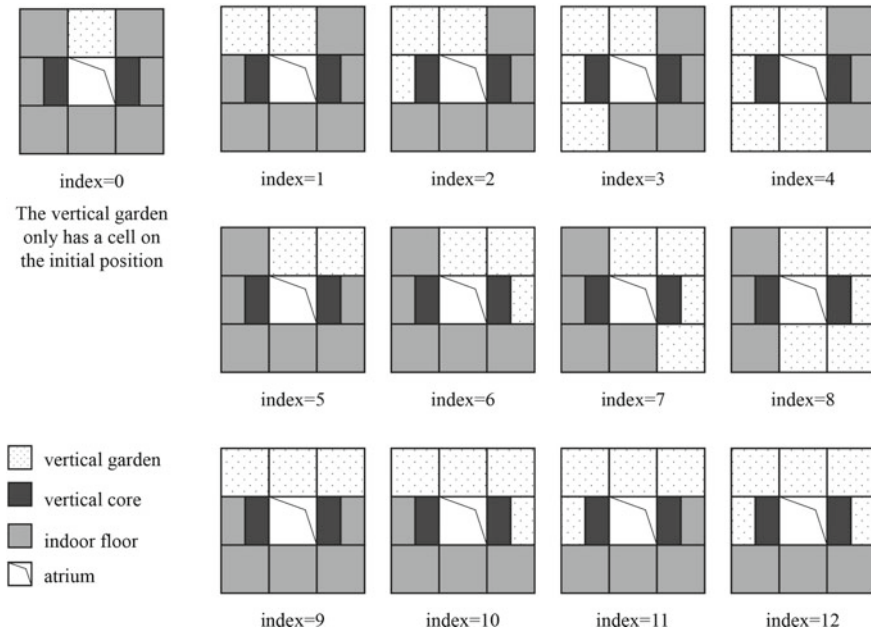 index=0
The vertical garden
only has a cell on
the initial position
index=1
index=2
index=3
index=4
index=5
index=6
index=7
index=8
vertical garden
vertical core
indoor floor
atrium
index=9
index=10
index=11
index=12